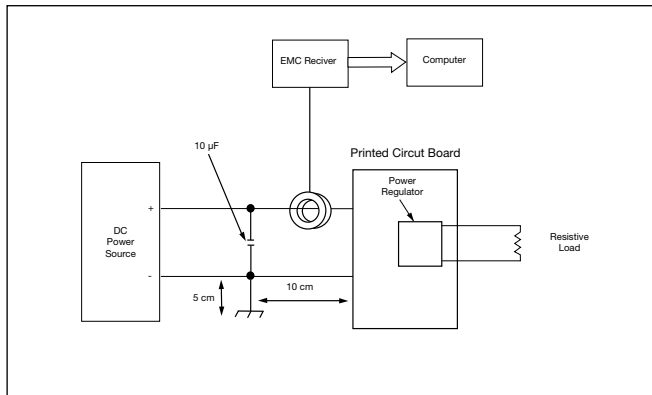 EMC Reciver
Computer
10 µF
Printed Circut Board
Power
Regulator
+
DC
Power
Source
-
Resistive
Load
5 cm
10 cm